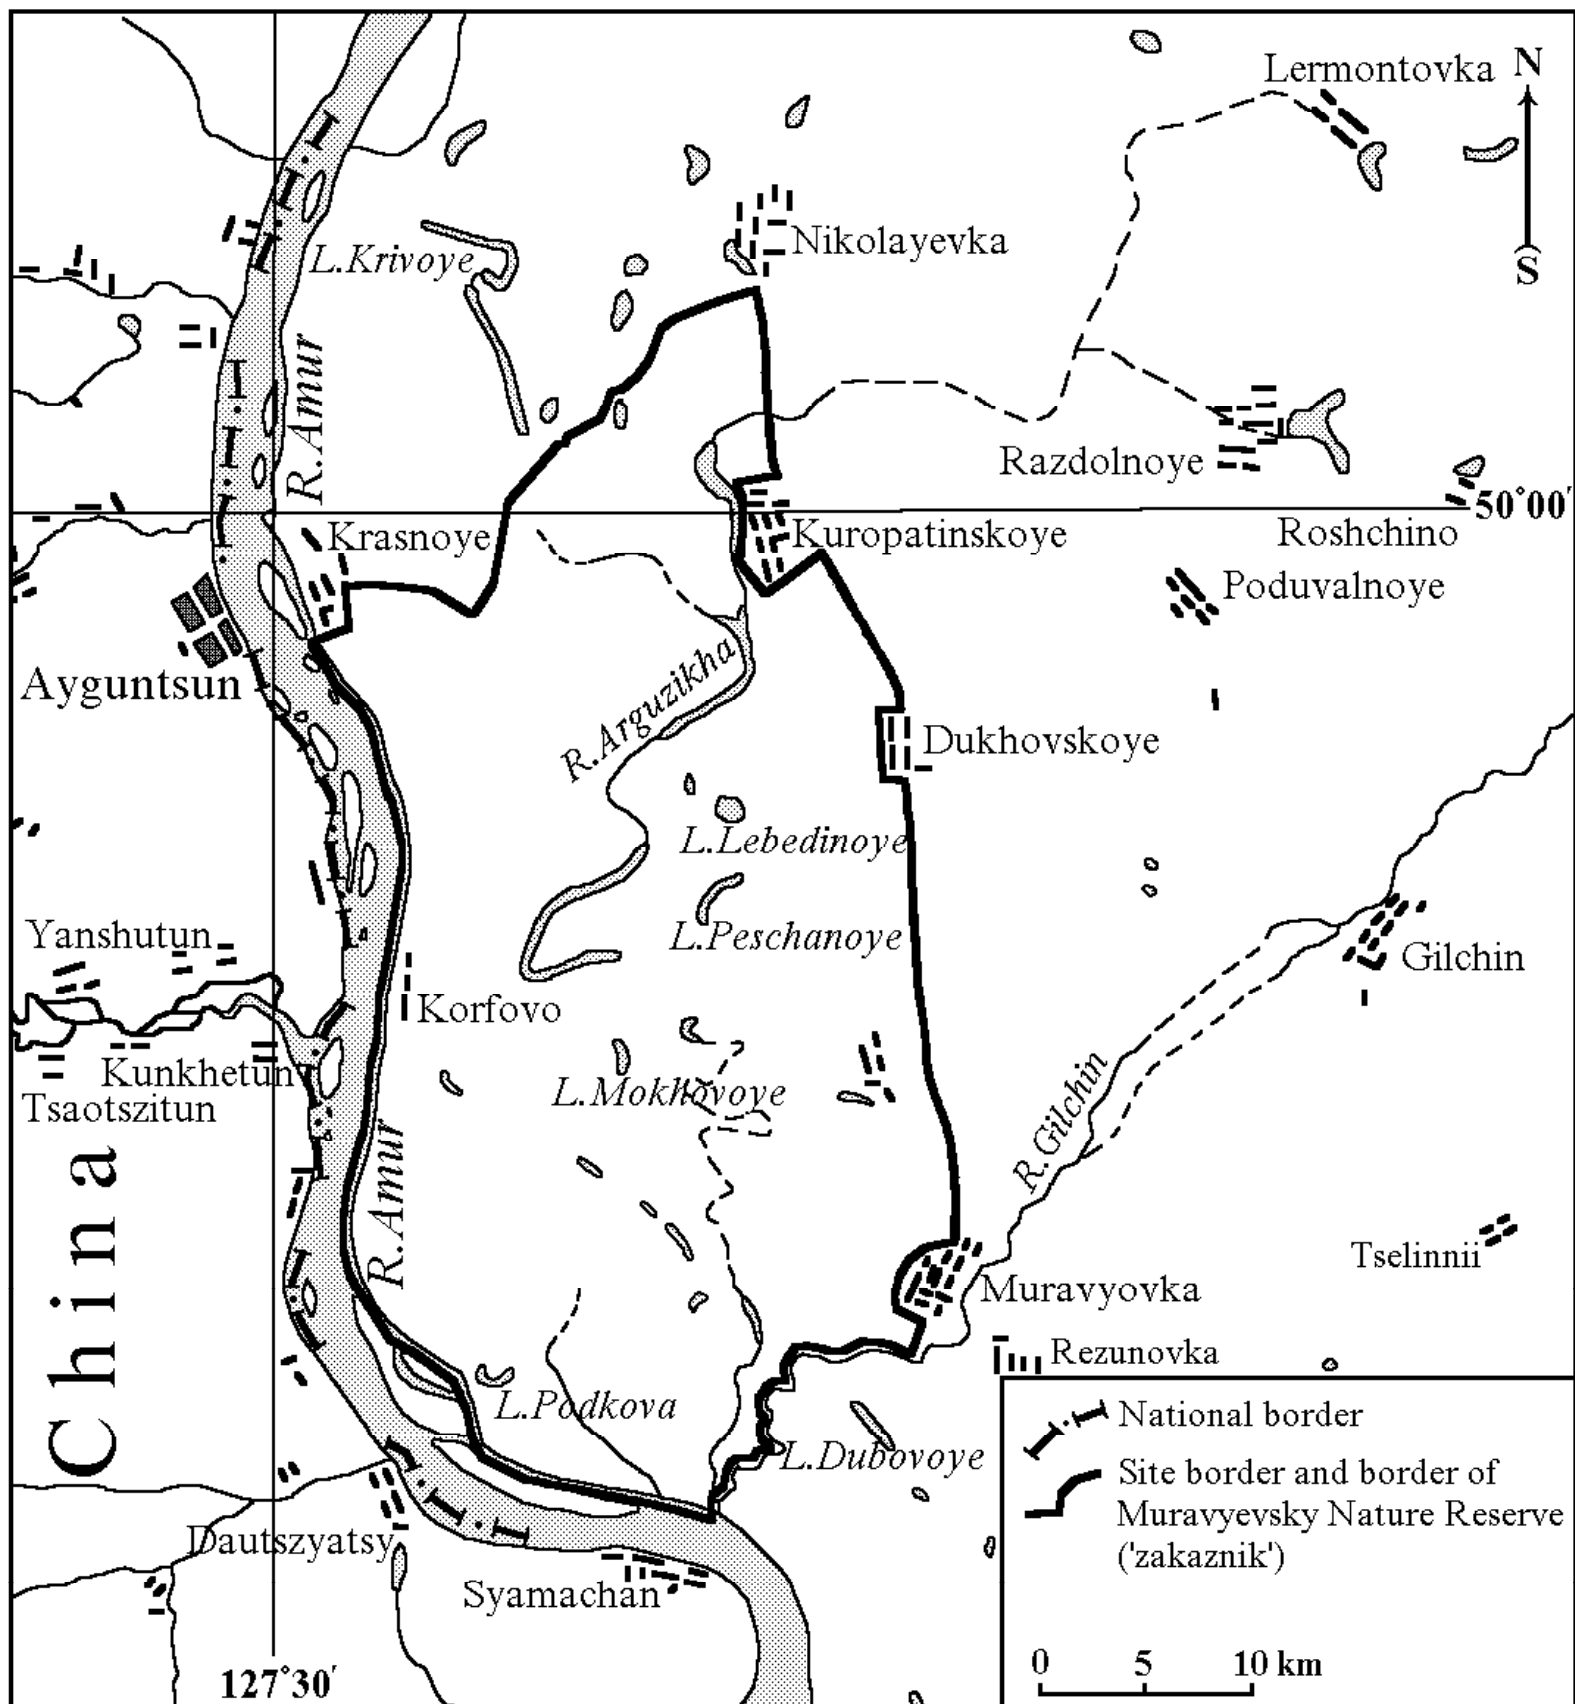 Lermontovka
N
S
Nikolayevka
L.Krivoye
R.Amur
Razdolnoye
50°00'
Krasnoye
Kuropatinskoye
Roshchino
Poduvalnoye
Ayguntsun
R.Arguzikha
Dukhovskoye
L.Lebedinoye
Yanshutun
L.Peschanoye
Gilchin
Korfovo
Kunkhetun
L.Mokhovoye
Tsaotszitun
R.Gilchin
China
R.Amur
Tselinnii
Muravyovka
Rezunovka
L.Podkova
L.Dubovoye
Dautszyatsy
Syamachan
127°30'
National border
Site border and border of
Muravyevsky Nature Reserve
('zakaznik')
0 5 10 km